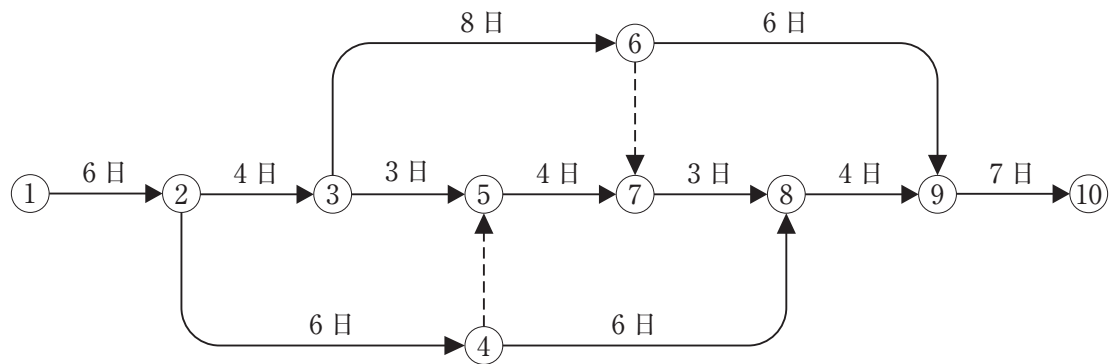 8 日 ⑥ 6 日
① 6 日 ② 4 日 ③ 3 日 ⑤ 4 日 ⑦ 3 日 ⑧ 4 日 ⑨ 7 日 ⑩
6 日 ④ 6 日